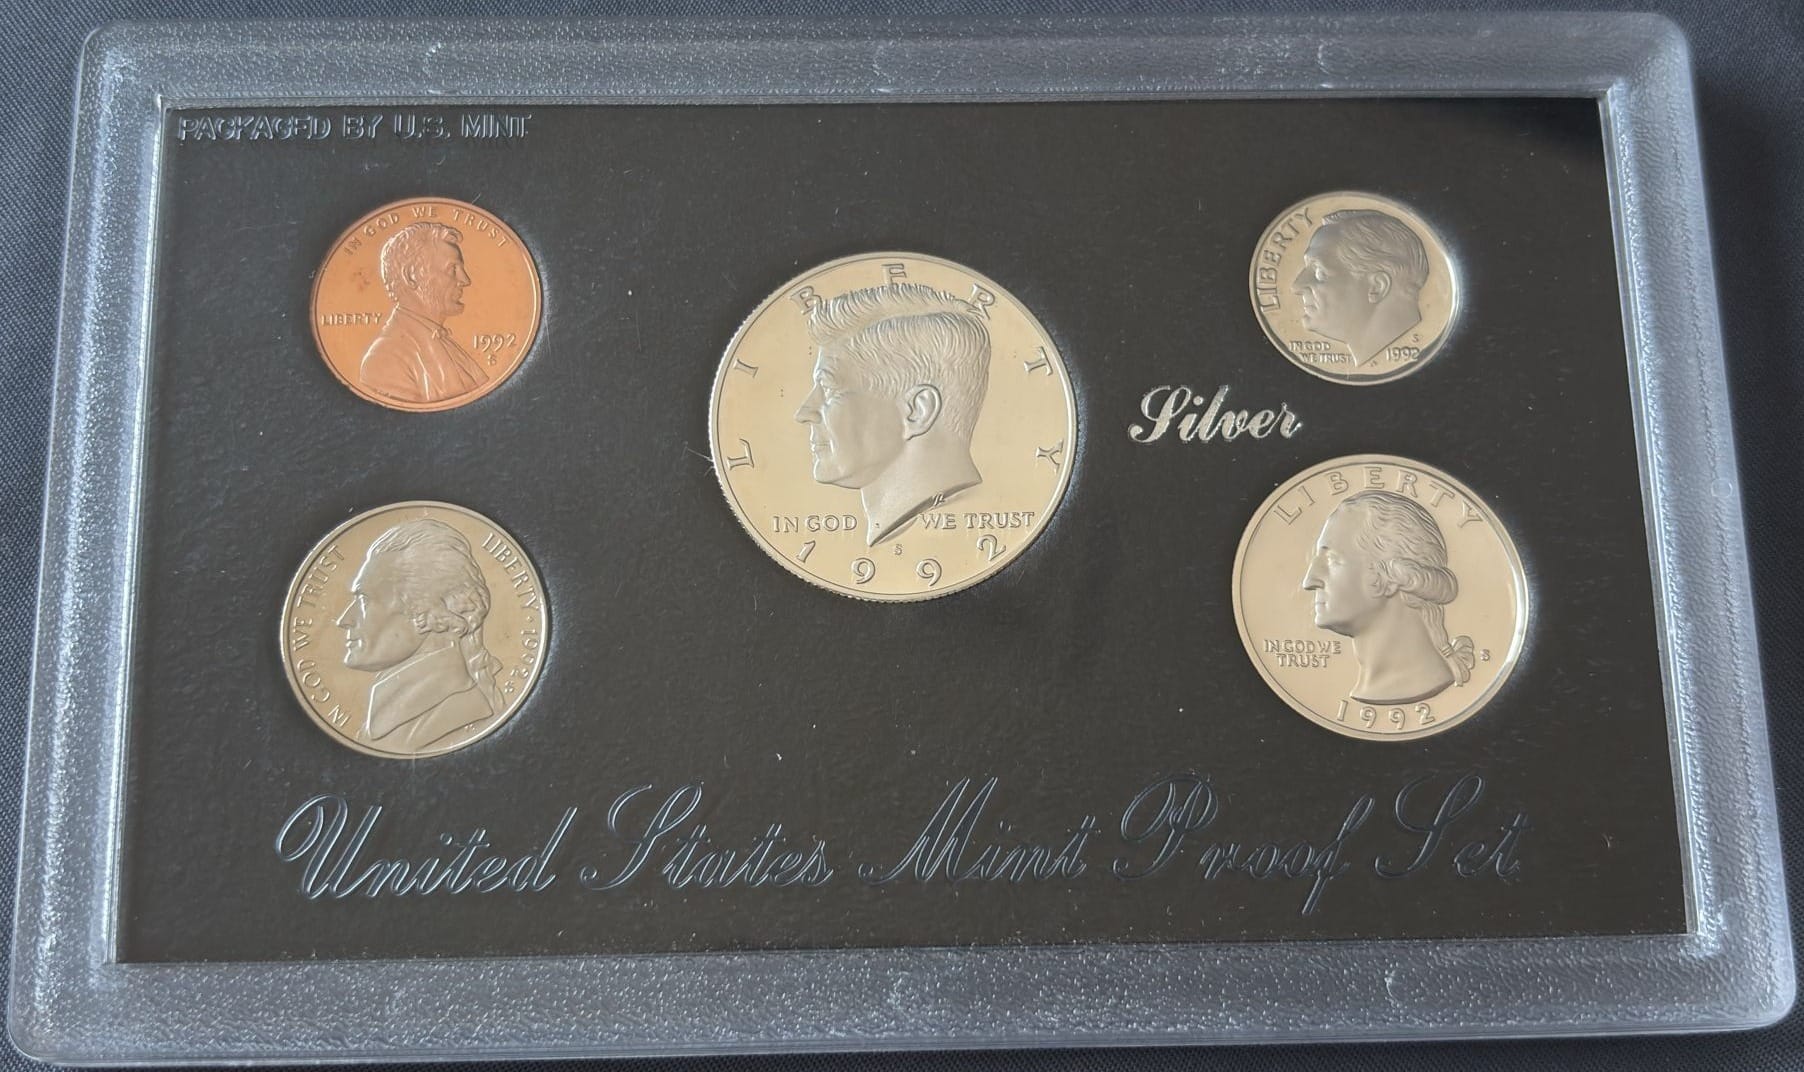 PACKAGED BY U.S. MINT
IN GOD WE TRUST
LIBERTY
1992
S
LIBERTY
IN GOD WE TRUST
S
1992
LIBERTY
IN GOD WE TRUST
S
1992
Silver
IN GOD WE TRUST
LIBERTY · 1992
S
LIBERTY
IN GOD WE
TRUST
S
1992
United States Mint Proof Set